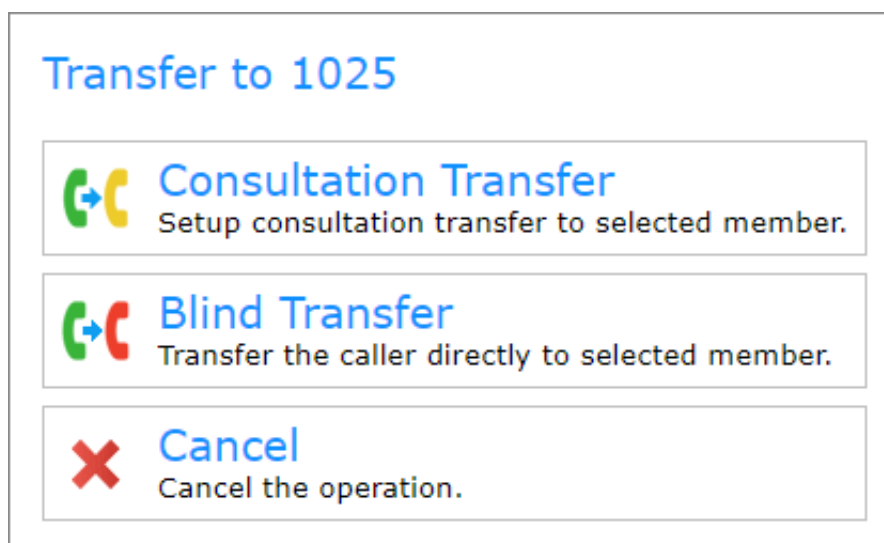 Transfer to 1025
Consultation Transfer
Setup consultation transfer to selected member.
Blind Transfer
Transfer the caller directly to selected member.
Cancel
Cancel the operation.